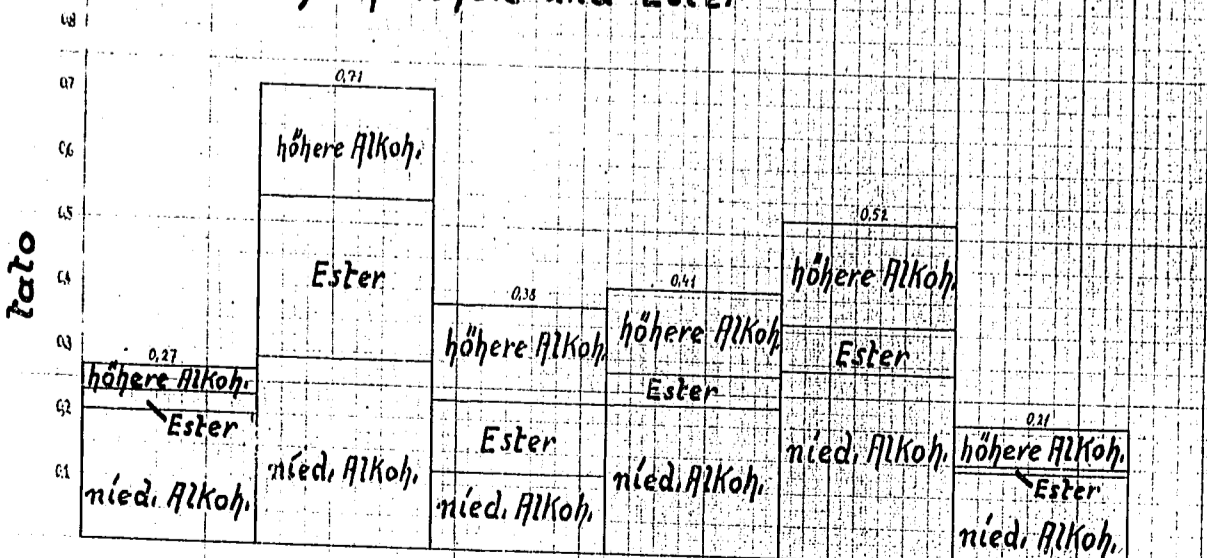 und Ester
0,8
0,7
0,6
0,5
0,4
0,3
0,2
0,1
tato
0,27
höhere Alkoh.
Ester
nied. Alkoh.
0,71
höhere Alkoh.
Ester
nied. Alkoh.
0,38
höhere Alkoh.
Ester
nied. Alkoh.
0,41
höhere Alkoh.
Ester
nied. Alkoh.
0,52
höhere Alkoh.
Ester
nied. Alkoh.
0,21
höhere Alkoh.
Ester
nied. Alkoh.